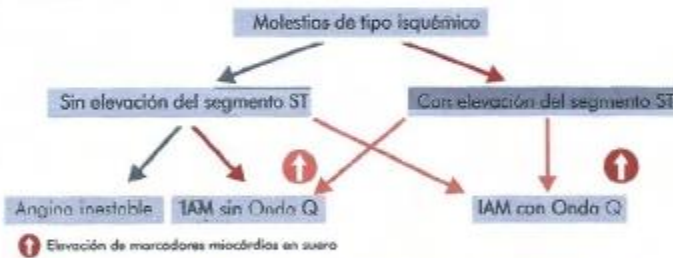 Molestias de tipo isquémico
Sin elevación del segmento ST
Con elevación del segmento ST
Angina inestable
IAM sin Onda Q
IAM con Onda Q
Elevación de marcadores miocárdios en suero